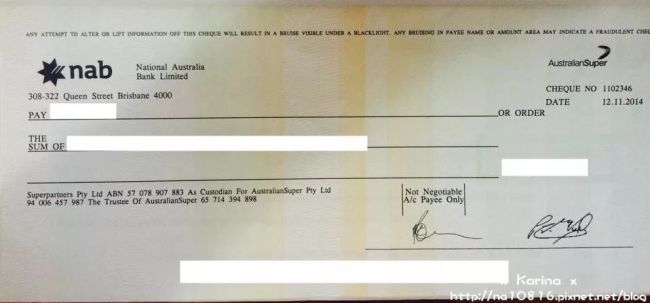 ANY ATTEMPT TO ALTER OR LIFT INFORMATION OFF THIS CHEQUE WILL RESULT IN A BRUISE VISIBLE UNDER A BLACKLIGHT. ANY BRUISING IN PAYEE NAME OR AMOUNT AREA MAY INDICATE A FRAUDULENT CHE
nab
National Australia
Bank Limited
AustralianSuper
308-322 Queen Street Brisbane 4000
CHEQUE NO 1102346
DATE 12.11.2014
PAY
OR ORDER
THE
SUM OF
Superpartners Pty Ltd ABN 57 078 907 883 As Custodian For AustralianSuper Pty Ltd
94 006 457 987 The Trustee Of AustralianSuper 65 714 394 898
Not Negotiable
A/c Payee Only
Karina x
http://na10816.pixnet.net/blog